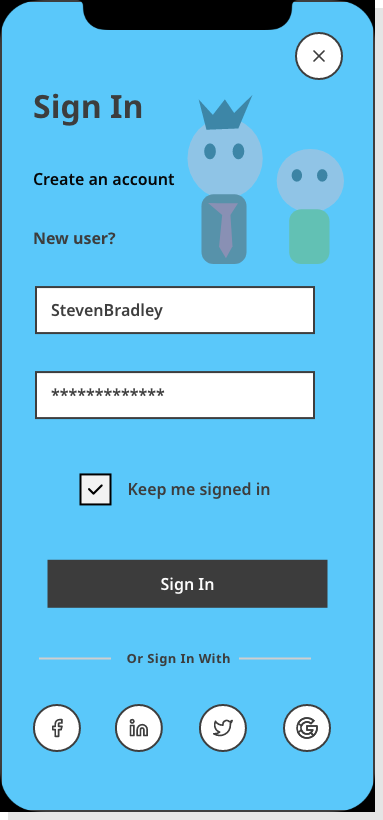 Sign In
Create an account
New user?
StevenBradley
*************
Keep me signed in
Sign In
Or Sign In With